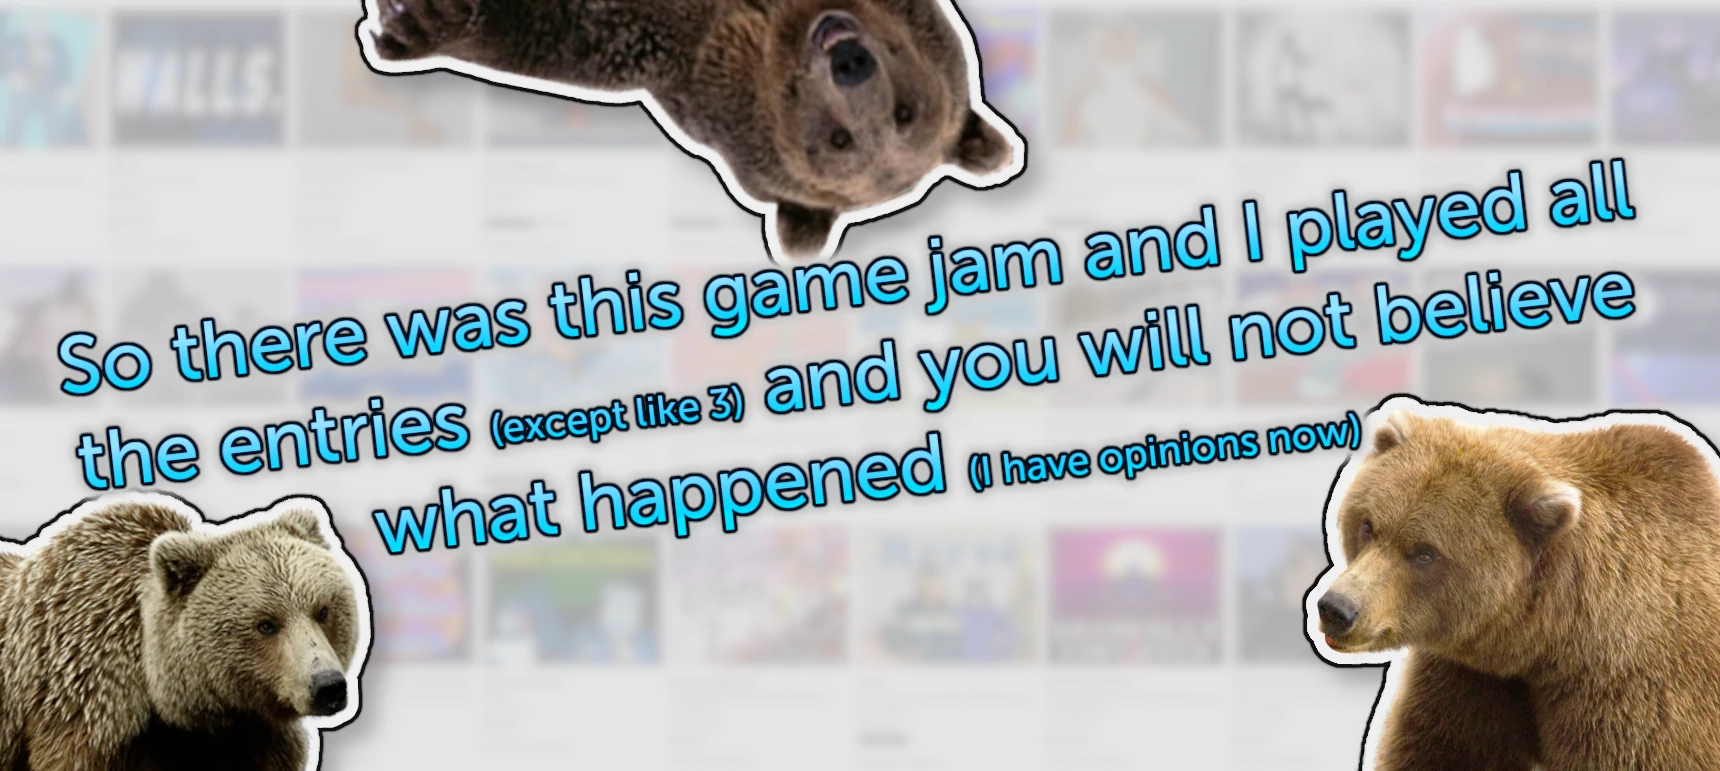 WALLS.
So there was this game jam and I played all
the entries (except like 3) and you will not believe
what happened (I have opinions now)